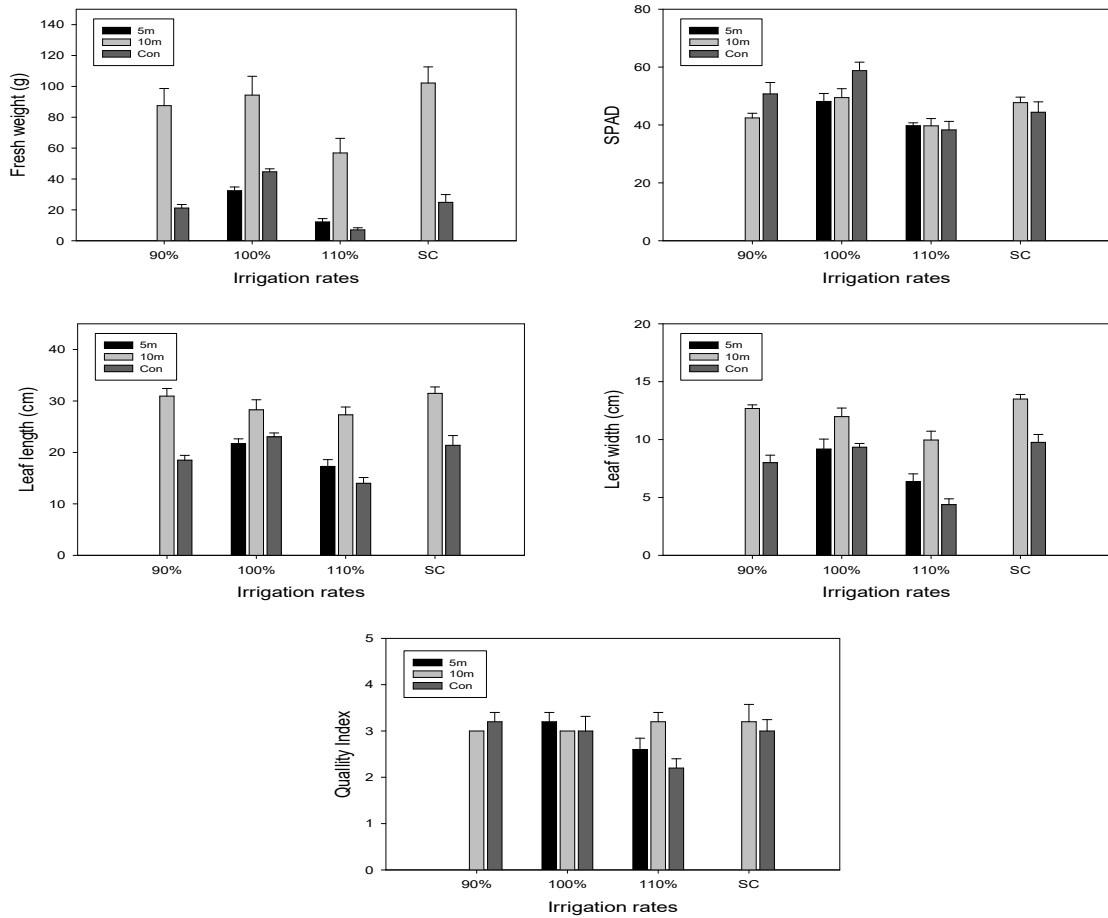 Fresh weight (g)
140
120
100
80
60
40
20
0
5m
10m
Con
90% 100% 110% SC
Irrigation rates
SPAD
80
60
40
20
0
5m
10m
Con
90% 100% 110% SC
Irrigation rates
Leaf length (cm)
40
30
20
10
0
5m
10m
Con
90% 100% 110% SC
Irrigation rates
Leaf width (cm)
20
15
10
5
0
5m
10m
Con
90% 100% 110% SC
Irrigation rates
Quallity Index
5
4
3
2
1
0
5m
10m
Con
90% 100% 110% SC
Irrigation rates